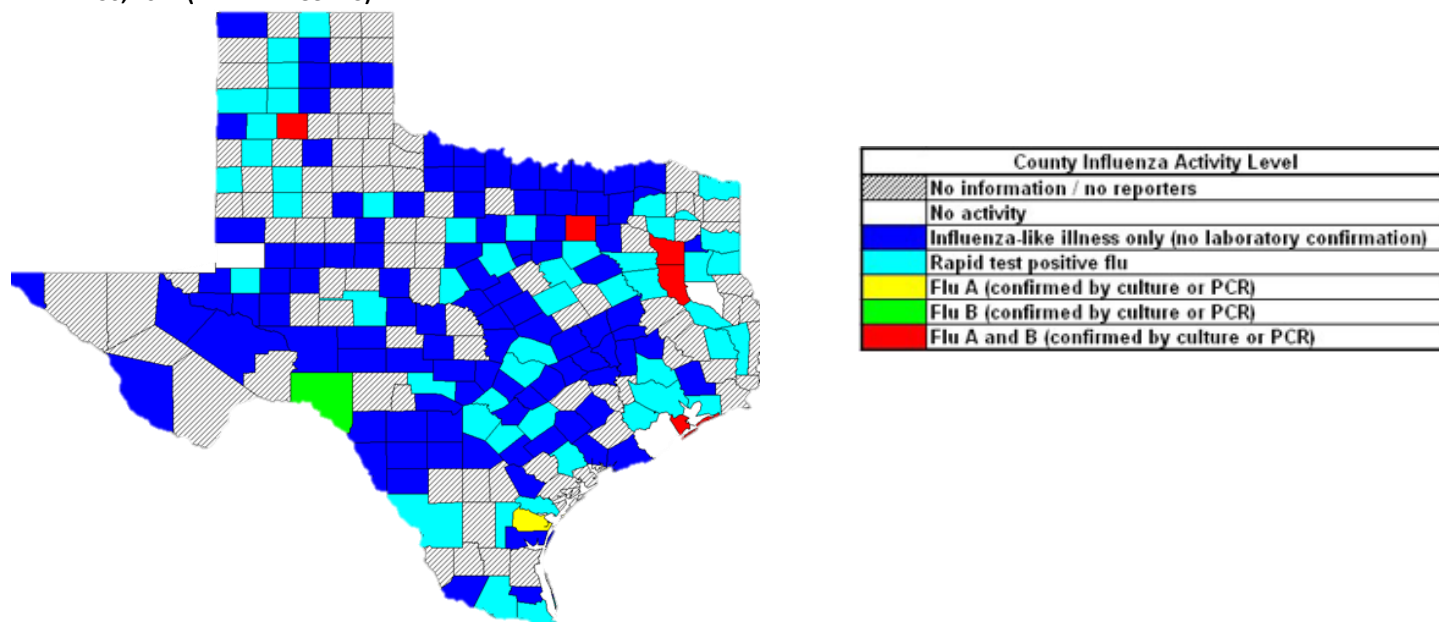 County Influenza Activity Level
No information / no reporters
No activity
Influenza-like illness only (no laboratory confirmation)
Rapid test positive flu
Flu A (confirmed by culture or PCR)
Flu B (confirmed by culture or PCR)
Flu A and B (confirmed by culture or PCR)